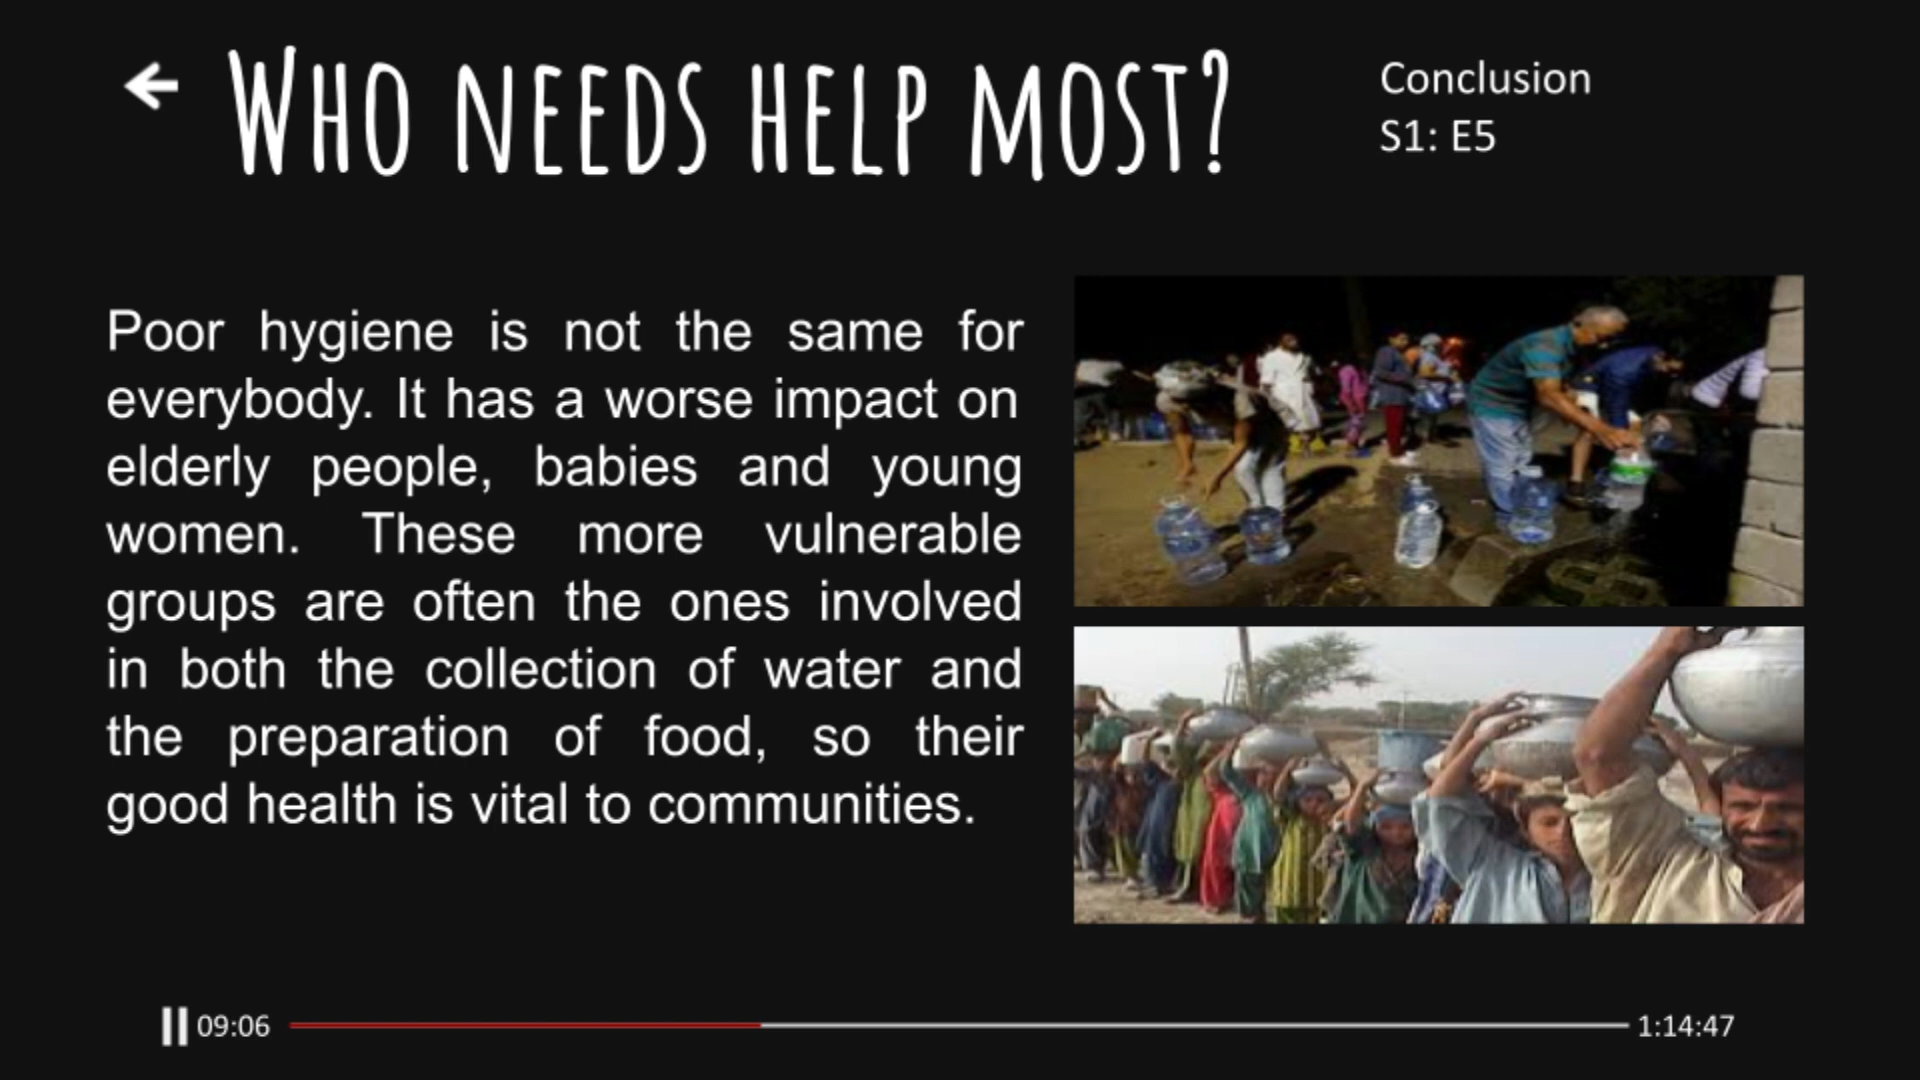 Who needs help most?
Conclusion
S1: E5
Poor hygiene is not the same for
everybody. It has a worse impact on
elderly people, babies and young
women. These more vulnerable
groups are often the ones involved
in both the collection of water and
the preparation of food, so their
good health is vital to communities.
09:06
1:14:47